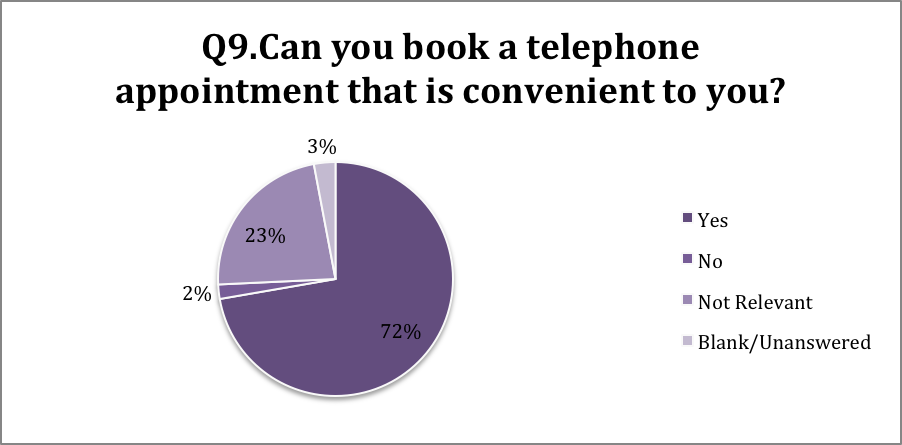 Q9.Can you book a telephone
appointment that is convenient to you?
3%
23%
2%
72%
Yes
No
Not Relevant
Blank/Unanswered